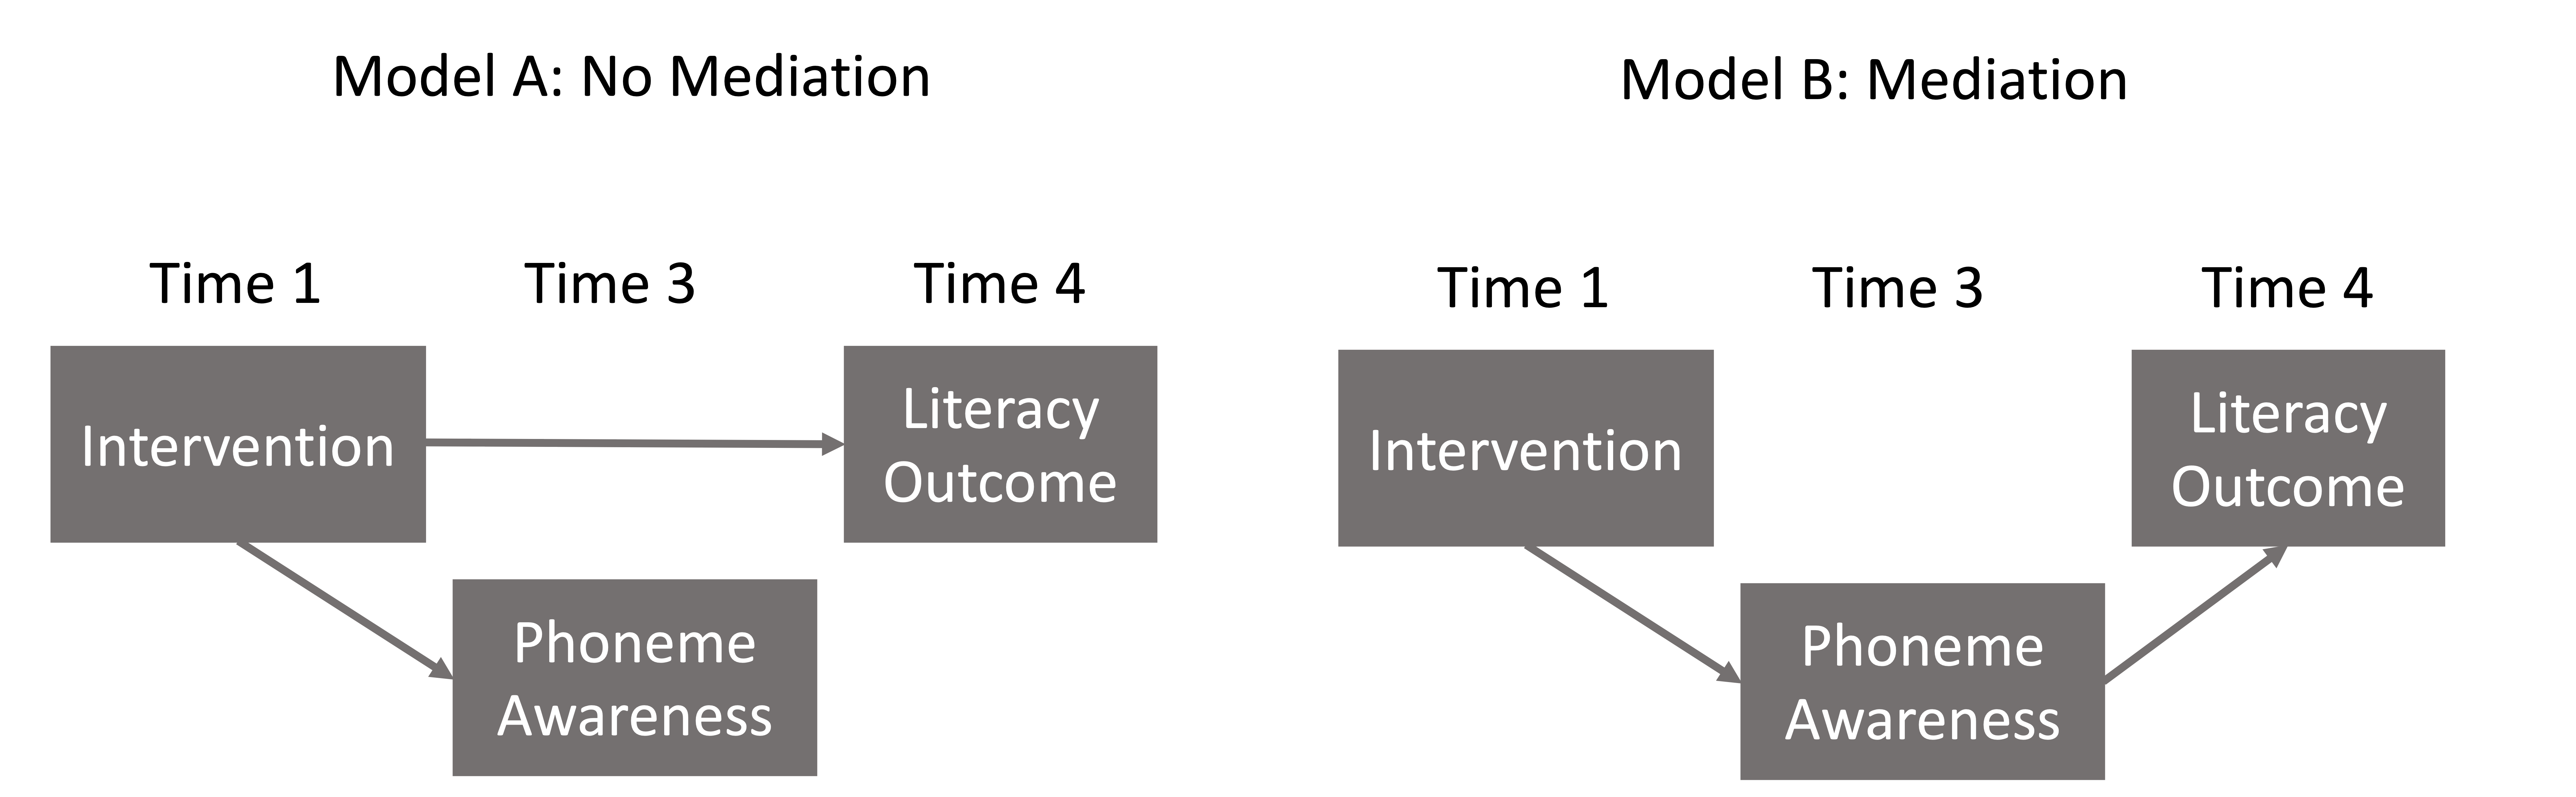 Model A: No Mediation
Time 1 Time 3 Time 4
Intervention
Literacy
Outcome
Phoneme
Awareness
Model B: Mediation
Time 1 Time 3 Time 4
Intervention
Literacy
Outcome
Phoneme
Awareness